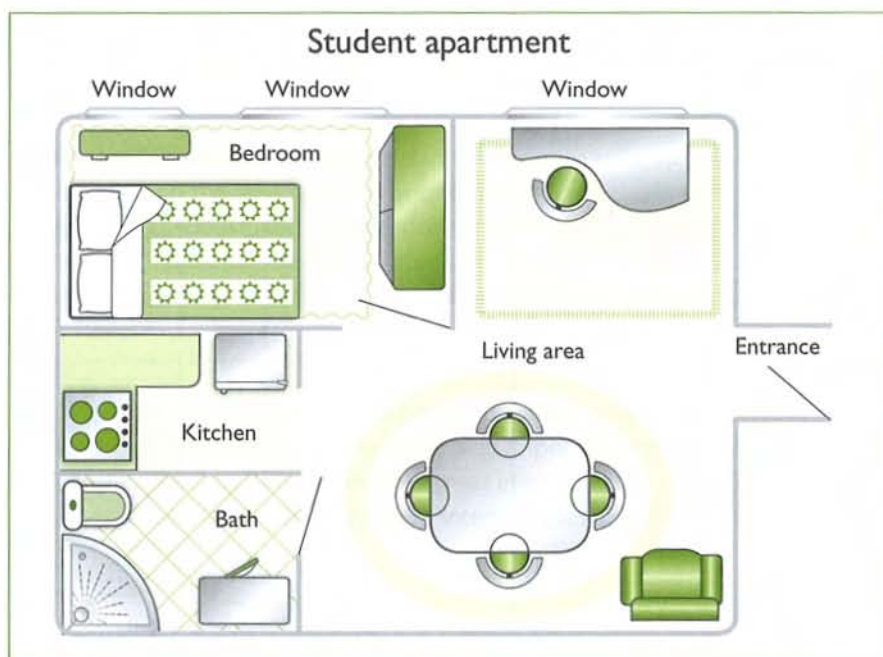 Student apartment
Window Window Window
Bedroom
Living area Entrance
Kitchen
Bath